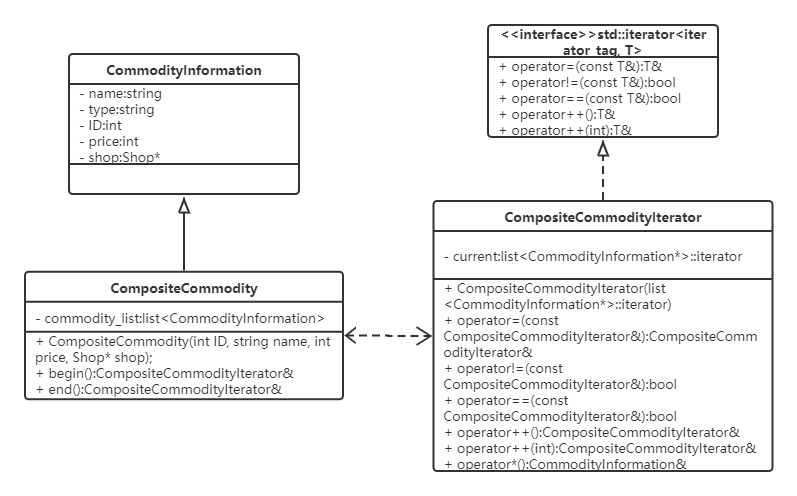 CommodityInformation
- name:string
- type:string
- ID:int
- price:int
- shop:Shop*
<<interface>>std::iterator<iter
ator_tag, T>
+ operator=(const T&):T&
+ operator!=(const T&):bool
+ operator==(const T&):bool
+ operator++():T&
+ operator++(int):T&
CompositeCommodity
- commodity_list:list<CommodityInformation>
+ CompositeCommodity(int ID, string name, int
price, Shop* shop);
+ begin():CompositeCommodityIterator&
+ end():CompositeCommodityIterator&
CompositeCommodityIterator
- current:list<CommodityInformation*>::iterator
+ CompositeCommodityIterator(list
<CommodityInformation*>::iterator)
+ operator=(const
CompositeCommodityIterator&):CompositeComm
odityIterator&
+ operator!=(const
CompositeCommodityIterator&):bool
+ operator==(const
CompositeCommodityIterator&):bool
+ operator++():CompositeCommodityIterator&
+ operator++(int):CompositeCommodityIterator&
+ operator*():CommodityInformation&